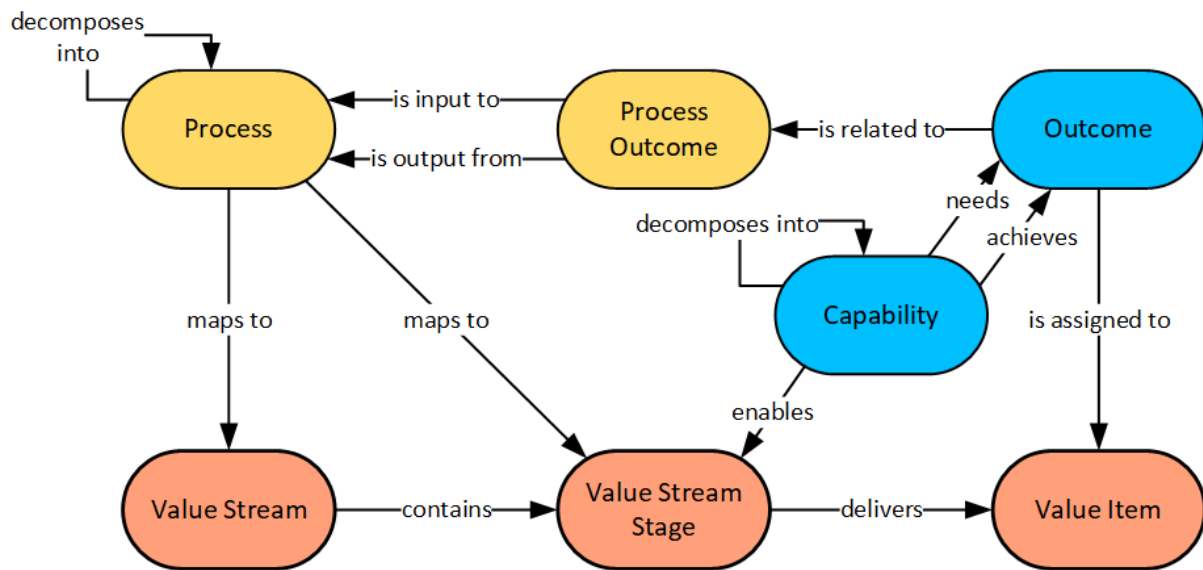 decomposes
into
Process
is input to
is output from
Process
Outcome
is related to
Outcome
needs
achieves
decomposes into
Capability
maps to
maps to
is assigned to
enables
Value Stream
contains
Value Stream
Stage
delivers
Value Item